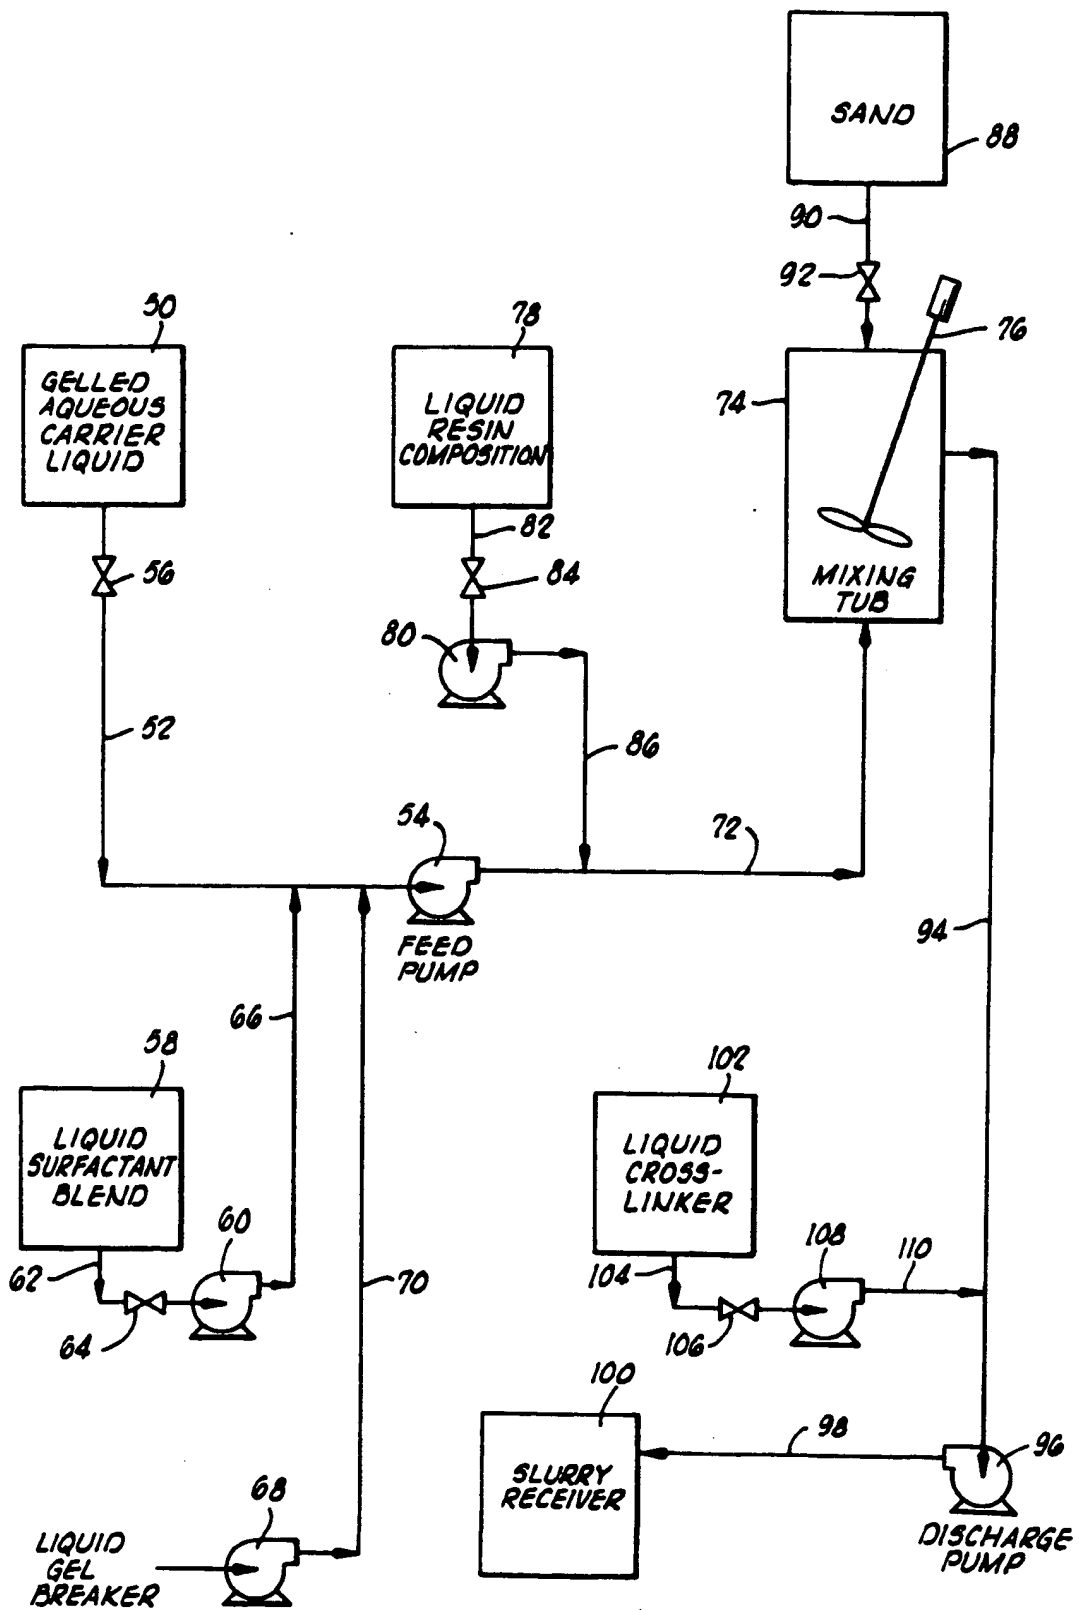 SAND
88
90
92
76
50
78
74
GELLED
AQUEOUS
CARRIER
LIQUID
LIQUID
RESIN
COMPOSITION
82
56
84
MIXING
TUB
80
52
86
54
72
FEED
PUMP
94
66
58
102
LIQUID
SURFACTANT
BLEND
LIQUID
CROSS-
LINKER
60
62
64
70
104
106
108
110
100
98
96
SLURRY
RECEIVER
68
LIQUID
GEL
BREAKER
DISCHARGE
PUMP